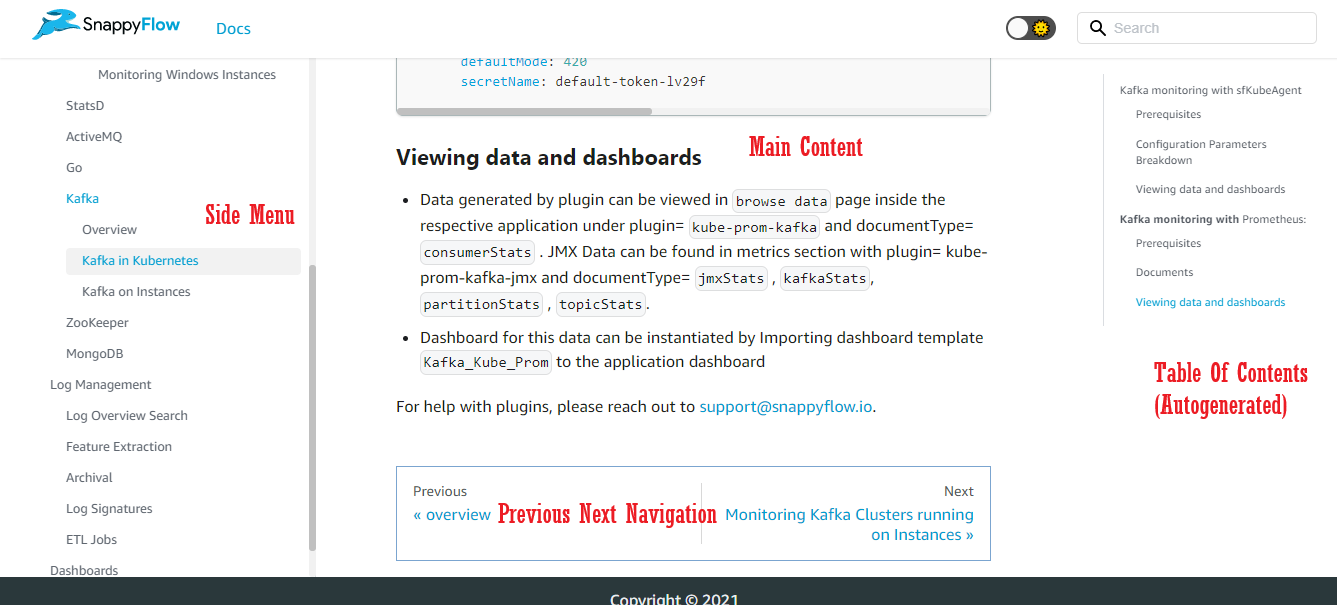 SnappyFlow Docs Search
Monitoring Windows Instances
StatsD
ActiveMQ
Go
Kafka
Overview
Kafka in Kubernetes
Kafka on Instances
ZooKeeper
MongoDB
Log Management
Log Overview Search
Feature Extraction
Archival
Log Signatures
ETL Jobs
Dashboards
Side Menu
defaultMode: 420
secretName: default-token-lv29f
Main Content
Viewing data and dashboards
• Data generated by plugin can be viewed in browse data page inside the
respective application under plugin= kube-prom-kafka and documentType=
consumerStats . JMX Data can be found in metrics section with plugin= kube-
prom-kafka-jmx and documentType= jmxStats , kafkaStats,
partitionStats , topicStats.
• Dashboard for this data can be instantiated by Importing dashboard template
Kafka_Kube_Prom to the application dashboard
For help with plugins, please reach out to support@snappyflow.io.
Previous
« overview
Previous Next Navigation
Next
Monitoring Kafka Clusters running
on Instances »
Kafka monitoring with sfKubeAgent
Prerequisites
Configuration Parameters
Breakdown
Viewing data and dashboards
Kafka monitoring with Prometheus:
Prerequisites
Documents
Viewing data and dashboards
Table Of Contents
(Autogenerated)
Copyright © 2021